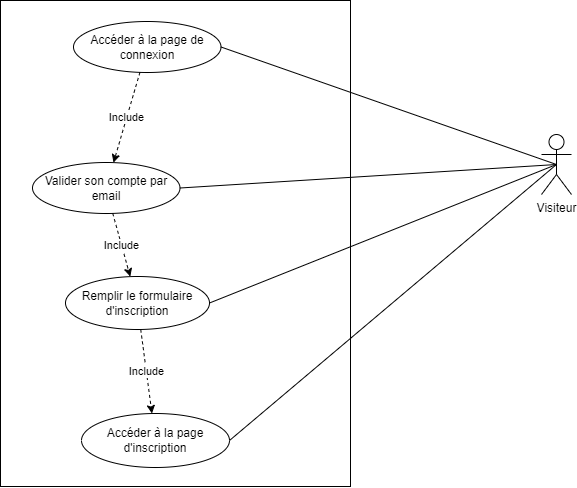 Accéder à la page de
connexion
Include
Valider son compte par
email
Visiteur
Include
Remplir le formulaire
d'inscription
Include
Accéder à la page
d'inscription